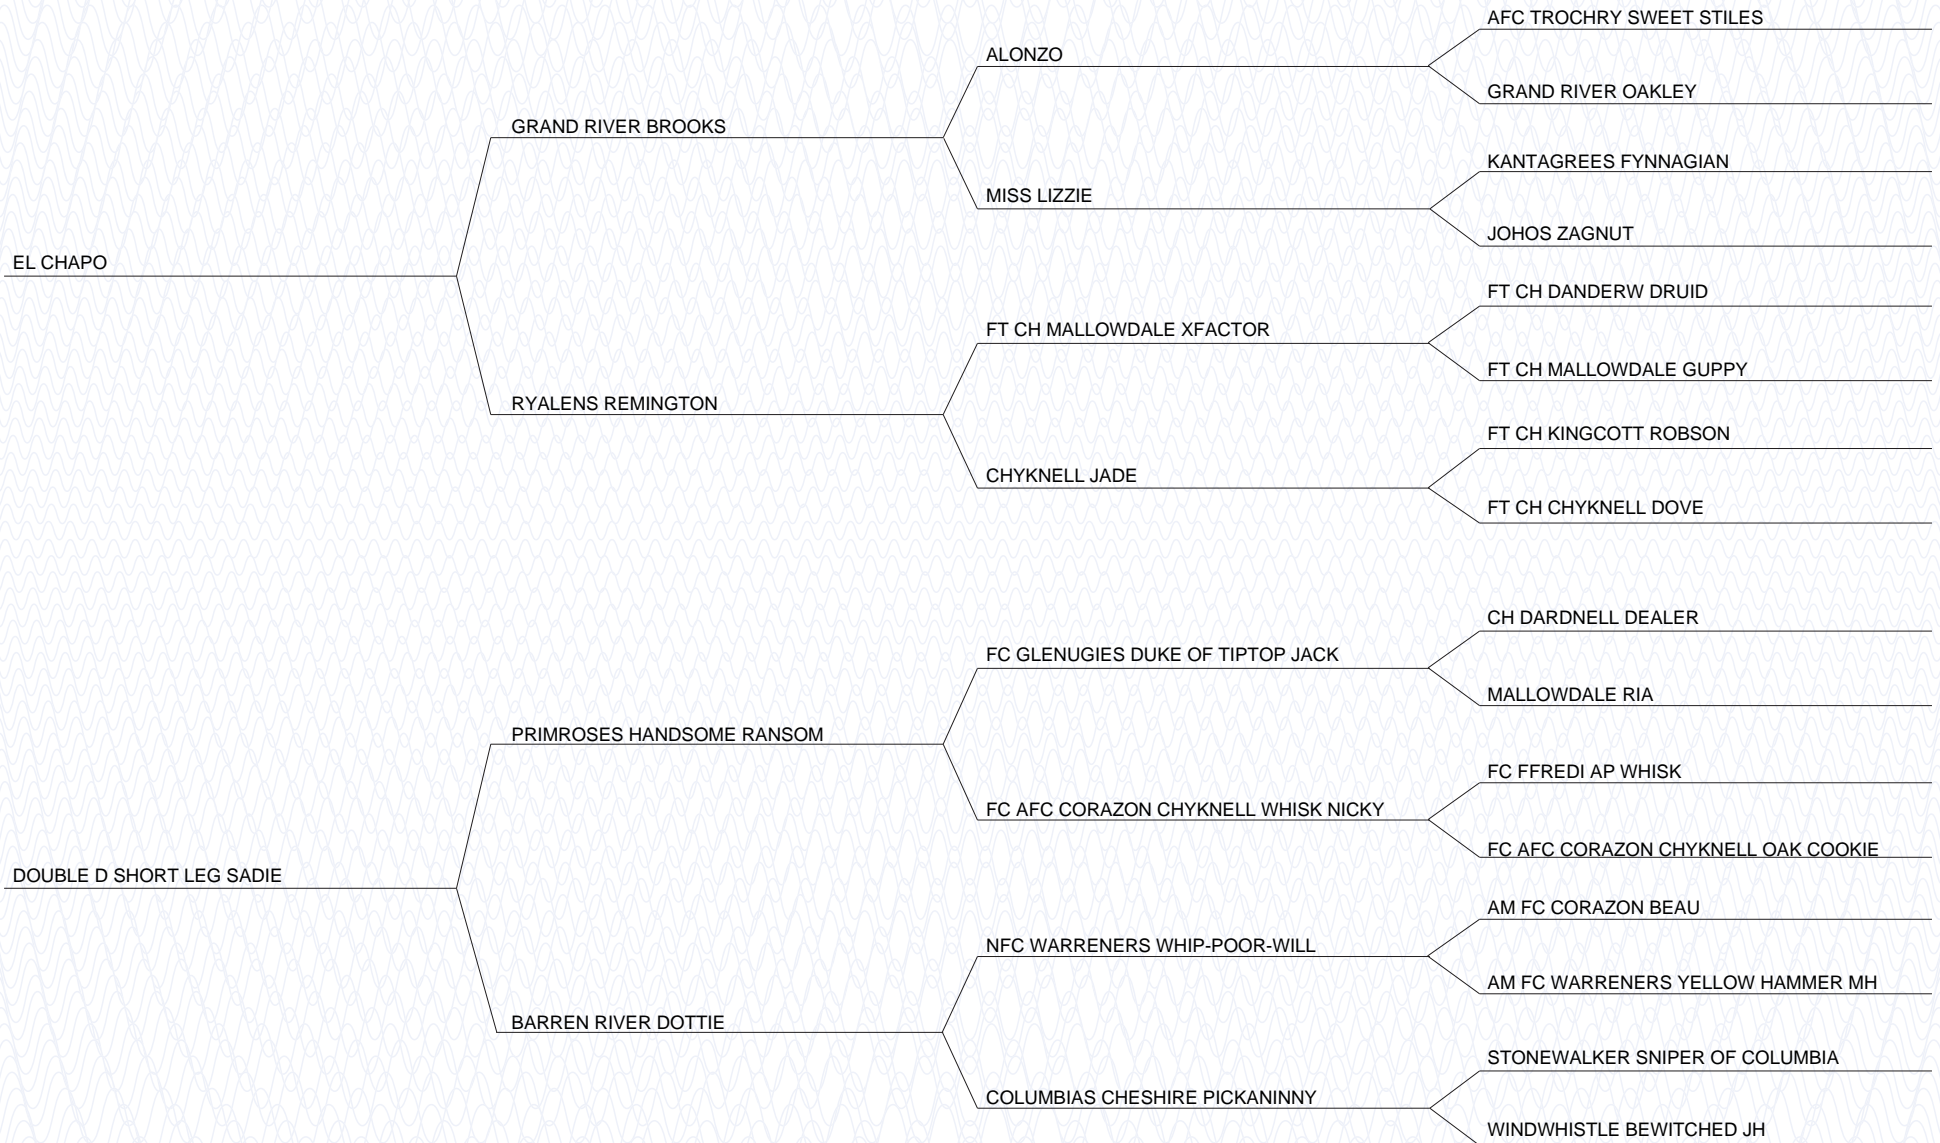 AFC TROCHRY SWEET STILES
ALONZO
GRAND RIVER OAKLEY
GRAND RIVER BROOKS
KANTAGREES FYNNAGIAN
MISS LIZZIE
JOHOS ZAGNUT
EL CHAPO
FT CH DANDERW DRUID
FT CH MALLOWDALE XFACTOR
FT CH MALLOWDALE GUPPY
RYALENS REMINGTON
FT CH KINGCOTT ROBSON
CHYKNELL JADE
FT CH CHYKNELL DOVE
CH DARDNELL DEALER
FC GLENUGIES DUKE OF TIPTOP JACK
MALLOWDALE RIA
PRIMROSES HANDSOME RANSOM
FC FFREDI AP WHISK
FC AFC CORAZON CHYKNELL WHISK NICKY
FC AFC CORAZON CHYKNELL OAK COOKIE
DOUBLE D SHORT LEG SADIE
AM FC CORAZON BEAU
NFC WARRENERS WHIP-POOR-WILL
AM FC WARRENERS YELLOW HAMMER MH
BARREN RIVER DOTTIE
STONEWALKER SNIPER OF COLUMBIA
COLUMBIAS CHESHIRE PICKANINNY
WINDWHISTLE BEWITCHED JH